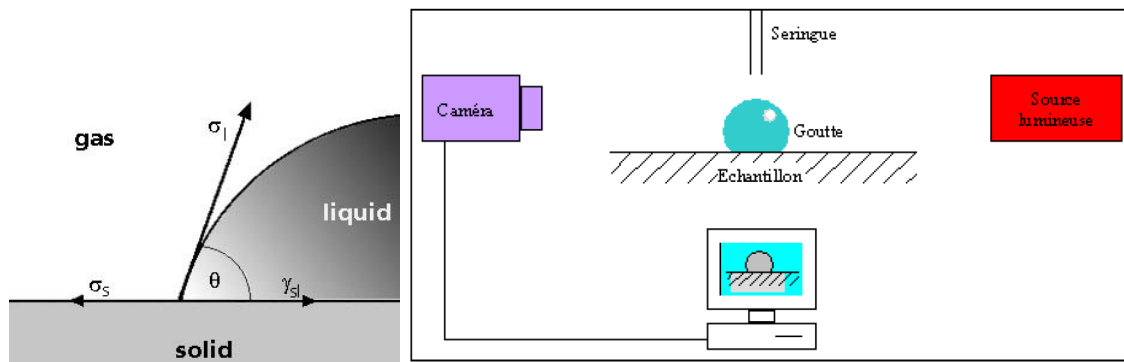 gas
σl
liquid
θ
σs
γsl
solid
Seringue
Caméra
Goutte
Source
lumineuse
Echantillon